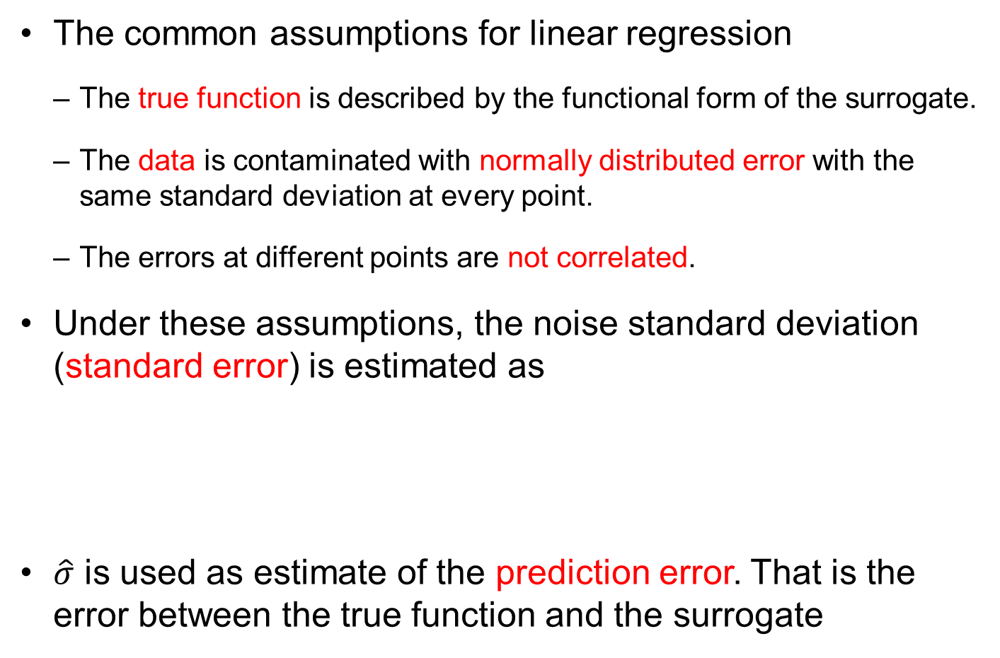 • The common assumptions for linear regression
– The true function is described by the functional form of the surrogate.
– The data is contaminated with normally distributed error with the
same standard deviation at every point.
– The errors at different points are not correlated.
• Under these assumptions, the noise standard deviation
(standard error) is estimated as
• σ̂ is used as estimate of the prediction error. That is the
error between the true function and the surrogate